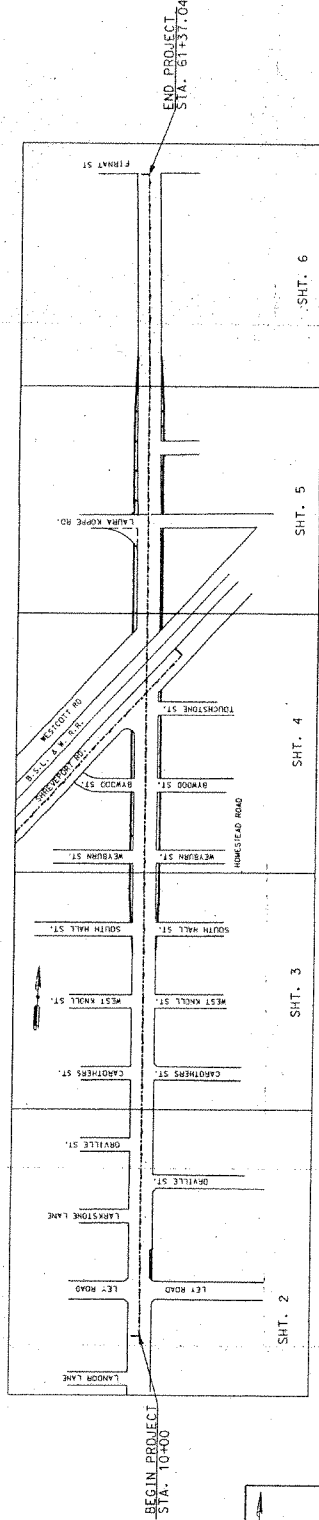 BEGIN PROJECT
STA. 10+00
LANDOR LANE
LEY ROAD
LEY ROAD
LARKSTONE LANE
ORVILLE ST.
ORVILLE ST.
SHT. 2
CAROTHERS ST.
CAROTHERS ST.
WEST KNOLL ST.
WEST KNOLL ST.
SOUTH HALL ST.
SOUTH HALL ST.
SHT. 3
WEYBURN ST.
WEYBURN ST.
HOMESTEAD ROAD
BYWOOD ST.
BYWOOD ST.
TOUCHSTONE ST.
SHREVEPORT RD.
B.S.L. & W. R.R.
WESTCOTT RD
SHT. 4
LAURA KOPPE RD.
SHT. 5
FIRNAT ST
SHT. 6
END PROJECT
STA. 61+37.04